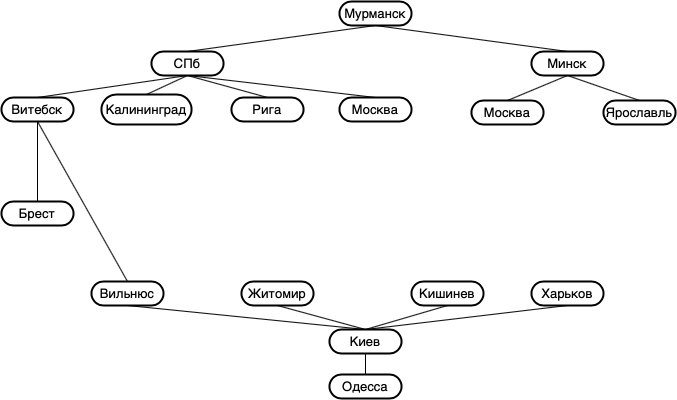 Мурманск
СПб
Минск
Витебск
Калининград
Рига
Москва
Москва
Ярославль
Брест
Вильнюс
Житомир
Кишинев
Харьков
Киев
Одесса